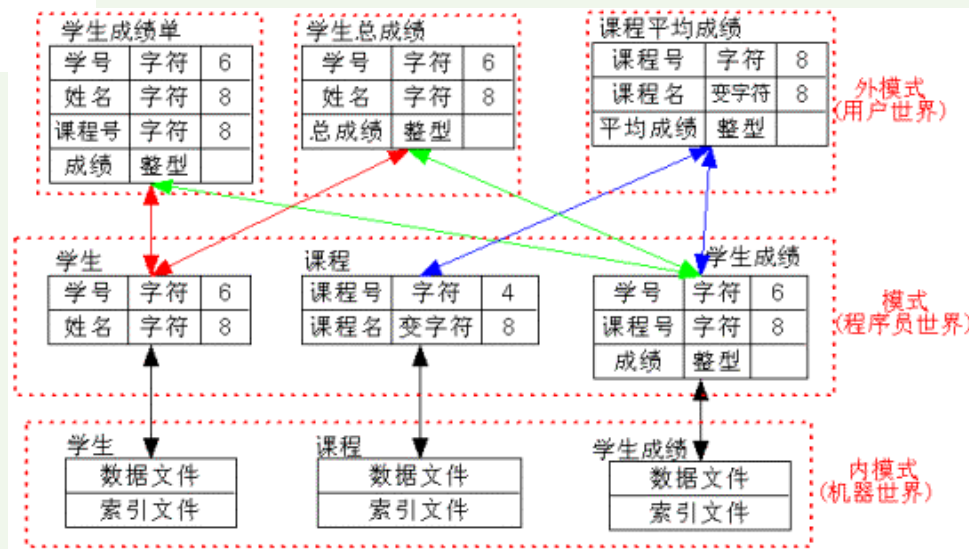 学生成绩单
学号 字符 6
姓名 字符 8
课程号 字符 8
成绩 整型
学生总成绩
学号 字符 6
姓名 字符 8
总成绩 整型
课程平均成绩
课程号 字符 8
课程名 变字符 8
平均成绩 整型
外模式
(用户世界)
学生
学号 字符 6
姓名 字符 8
课程
课程号 字符 4
课程名 变字符 8
学生成绩
学号 字符 6
课程号 字符 8
成绩 整型
模式
(程序员世界)
学生
数据文件
索引文件
课程
数据文件
索引文件
学生成绩
数据文件
索引文件
内模式
(机器世界)